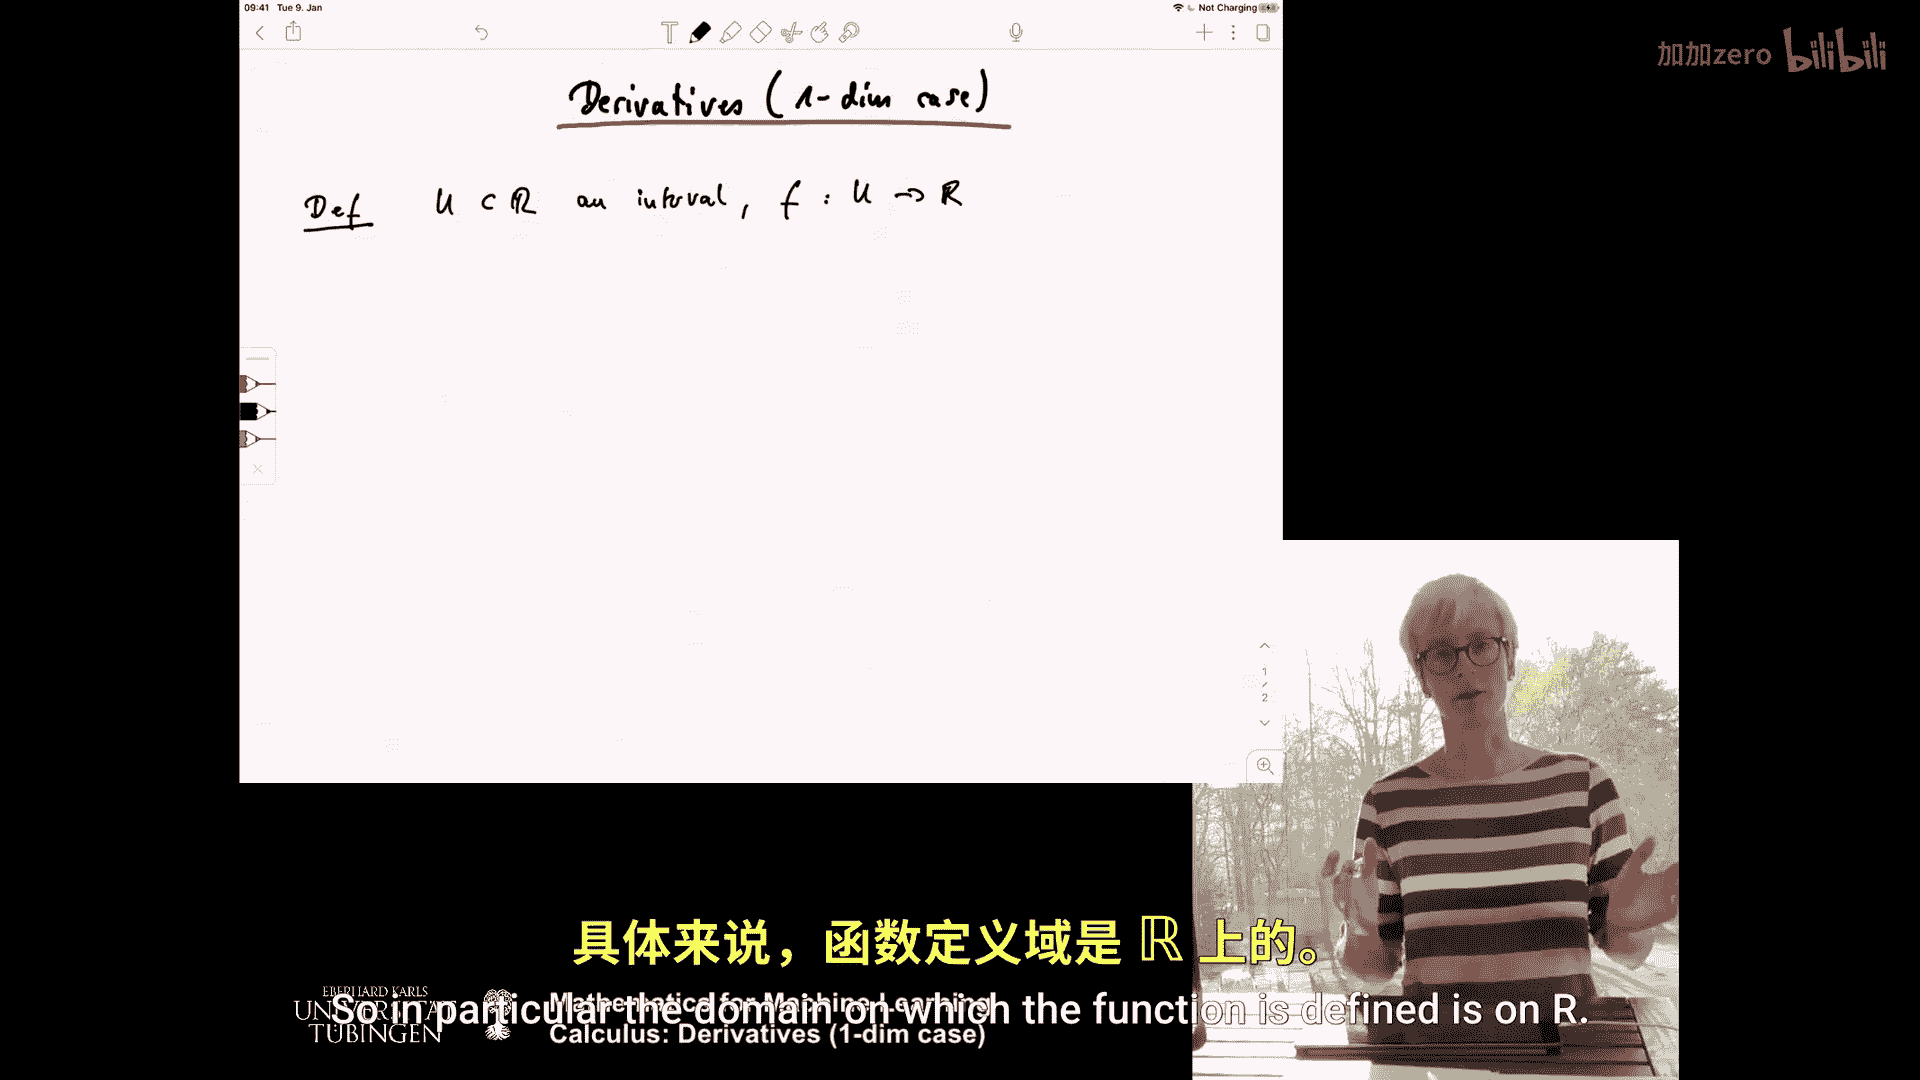 09:41 Tue 9. Jan
Not Charging
加加zero bilibili
Derivatives (1-dim case)
Def U ⊂ ℝ an interval, f : U → ℝ
1
2
具体来说，函数定义域是 ℝ 上的。
So in particular the domain on which the function is defined is on R.
EBERHARD KARLS
UNIVERSITÄT
TÜBINGEN
Mathematics for Machine Learning
Calculus: Derivatives (1-dim case)